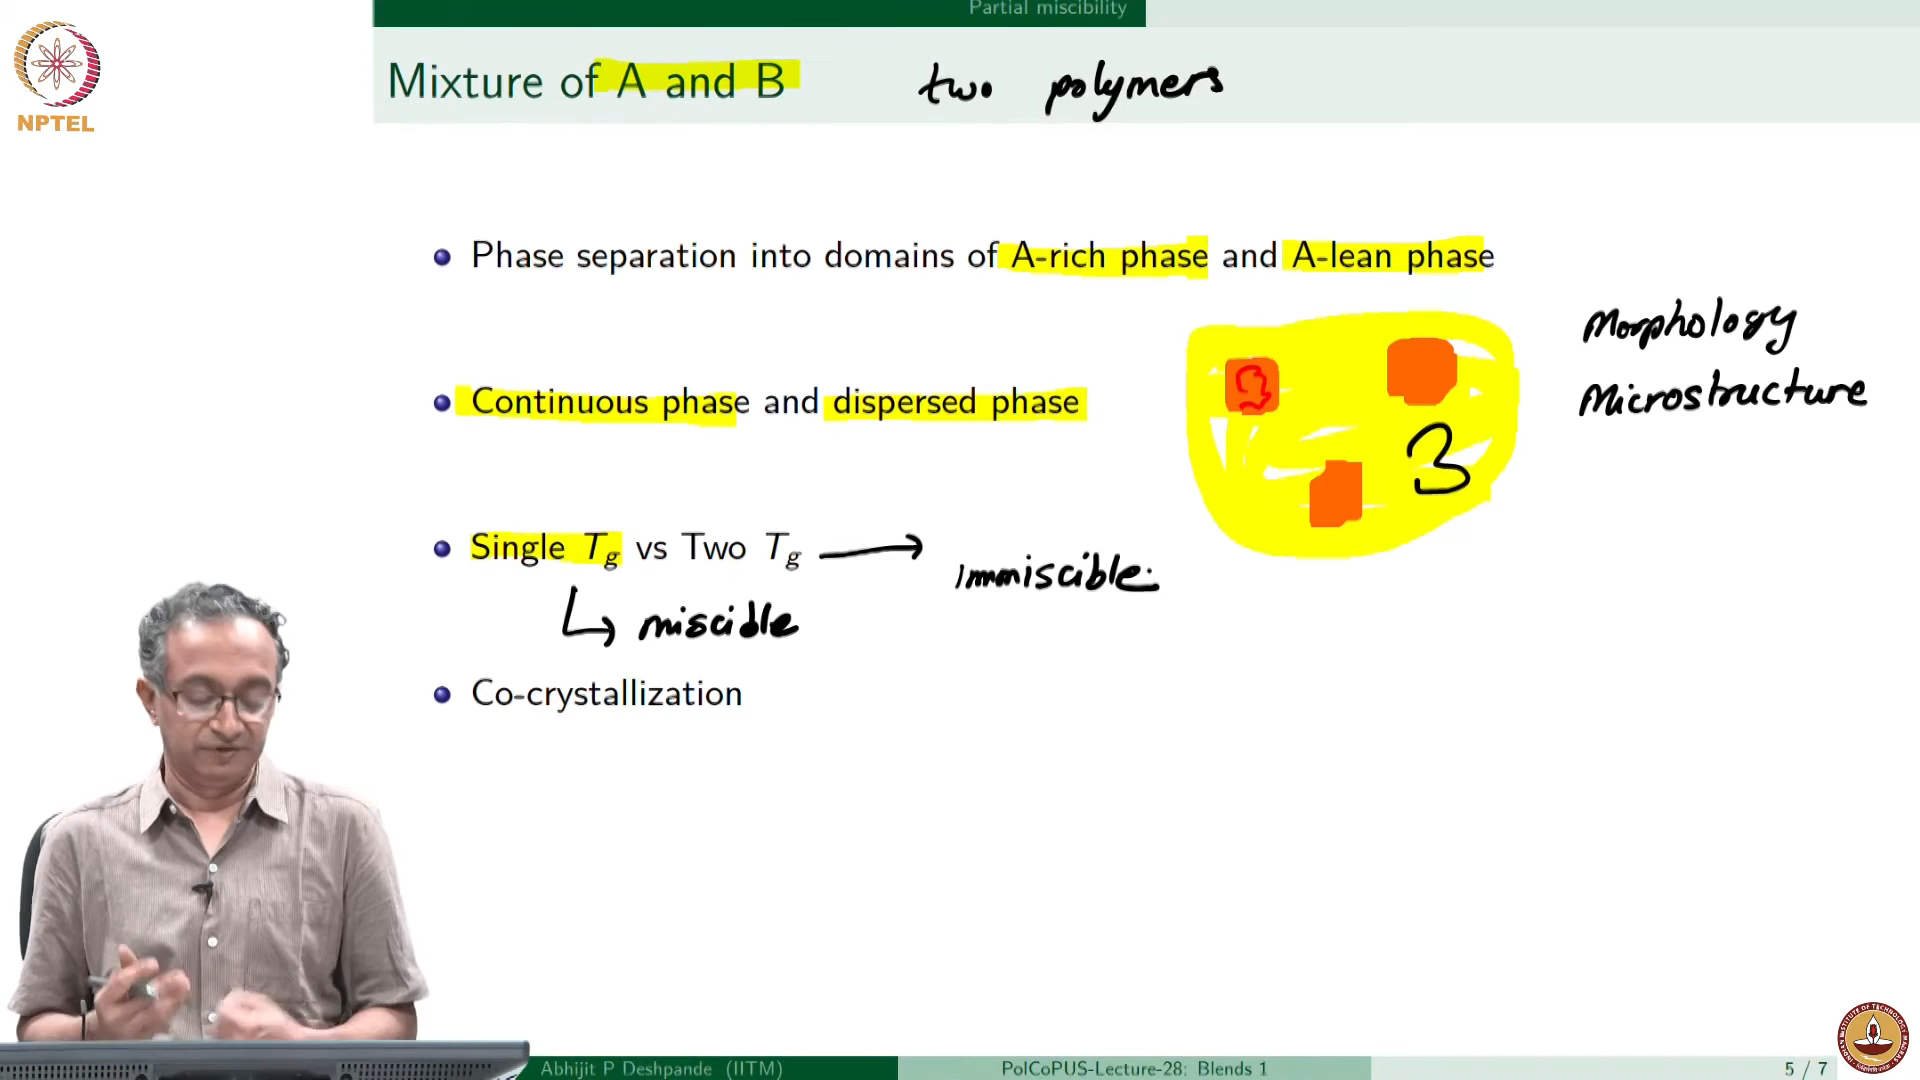 Partial miscibility
NPTEL
Mixture of A and B two polymers
Phase separation into domains of A-rich phase and A-lean phase
Morphology
Microstructure
Continuous phase and dispersed phase
Single Tg vs Two Tg → immiscible.
↳ miscible
Co-crystallization
Abhijit P Deshpande (IITM) PolCoPUS-Lecture-28: Blends 1 5 / 7